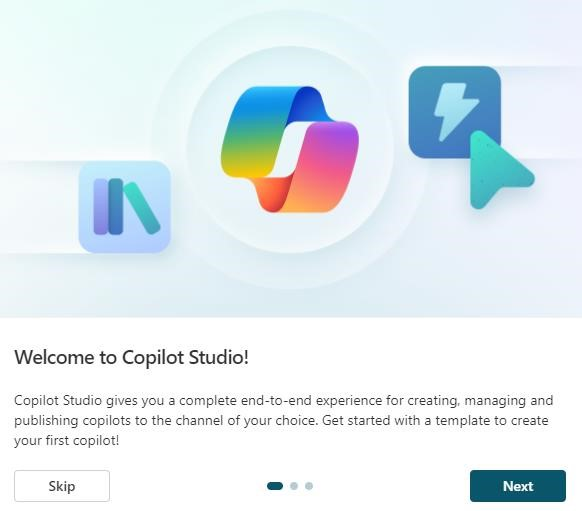 Welcome to Copilot Studio!
Copilot Studio gives you a complete end-to-end experience for creating, managing and
publishing copilots to the channel of your choice. Get started with a template to create
your first copilot!
Skip
Next